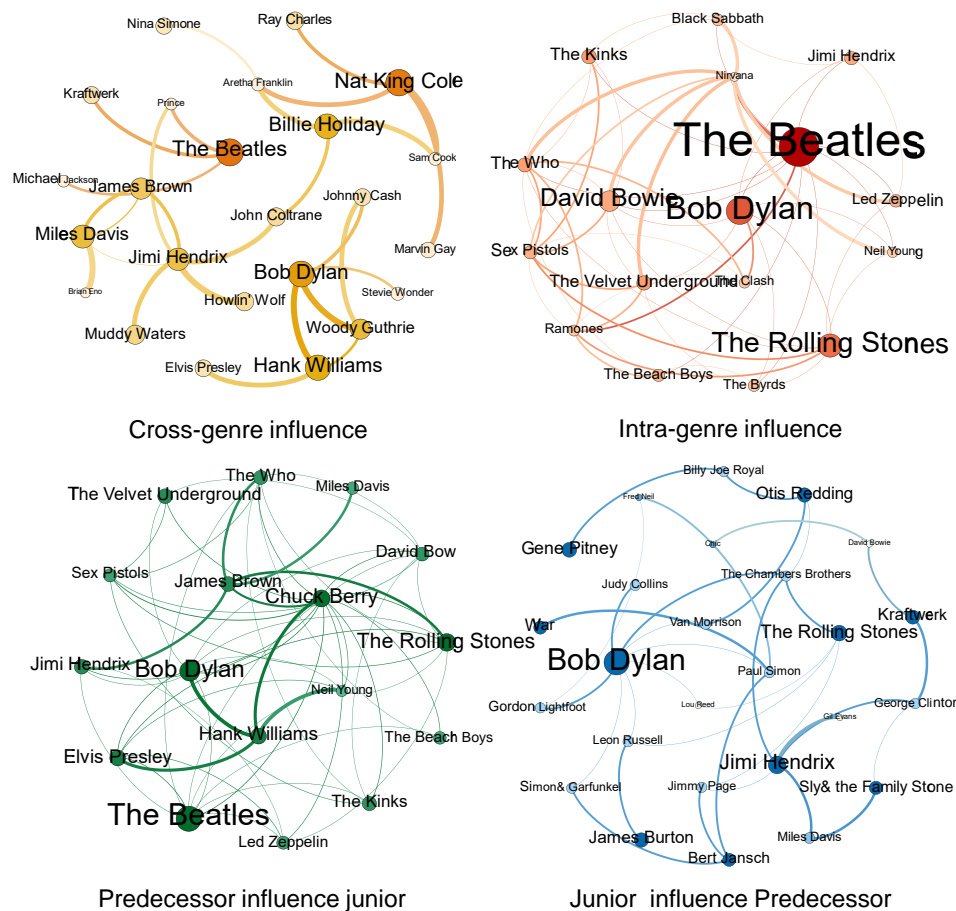 Ray Charles
Nina Simone
Aretha Franklin
Nat King Cole
Kraftwerk
Prince
Billie Holiday
The Beatles
Sam Cook
Michael Jackson
James Brown
Johnny Cash
John Coltrane
Miles Davis
Marvin Gay
Jimi Hendrix
Bob Dylan
Brian Eno
Howlin' Wolf
Stevie Wonder
Muddy Waters
Woody Guthrie
Elvis Presley
Hank Williams
Cross-genre influence
Black Sabbath
The Kinks
Jimi Hendrix
Nirvana
The Beatles
The Who
David Bowie
Bob Dylan
Led Zeppelin
Sex Pistols
Neil Young
The Velvet Underground
The Clash
Ramones
The Rolling Stones
The Beach Boys
The Byrds
Intra-genre influence
The Who
The Velvet Underground
Miles Davis
David Bow
Sex Pistols
James Brown
Chuck Berry
The Rolling Stones
Jimi Hendrix
Bob Dylan
Neil Young
Hank Williams
The Beach Boys
Elvis Presley
The Beatles
The Kinks
Led Zeppelin
Predecessor influence junior
Billy Joe Royal
Fred Neil
Otis Redding
Gene Pitney
Chic
David Bowie
Judy Collins
The Chambers Brothers
War
Van Morrison
Kraftwerk
The Rolling Stones
Bob Dylan
Paul Simon
Gordon Lightfoot
Lou Reed
George Clinton
Gil Evans
Leon Russell
Jimi Hendrix
Simon& Garfunkel
Jimmy Page
Sly& the Family Stone
James Burton
Miles Davis
Bert Jansch
Junior influence Predecessor